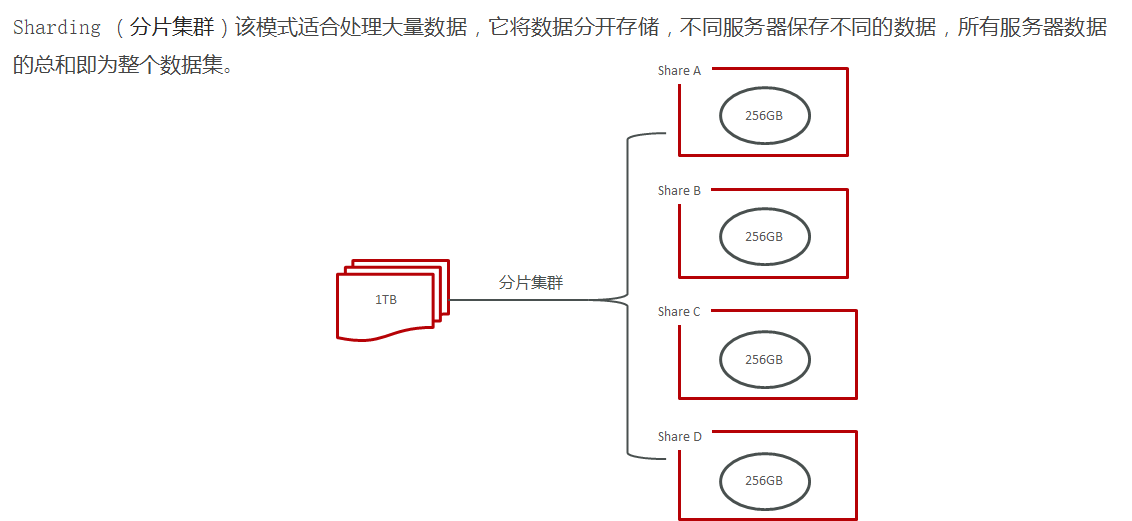 Sharding （分片集群）该模式适合处理大量数据，它将数据分开存储，不同服务器保存不同的数据，所有服务器数据
的总和即为整个数据集。
Share A
256GB
Share B
256GB
分片集群
1TB
Share C
256GB
Share D
256GB